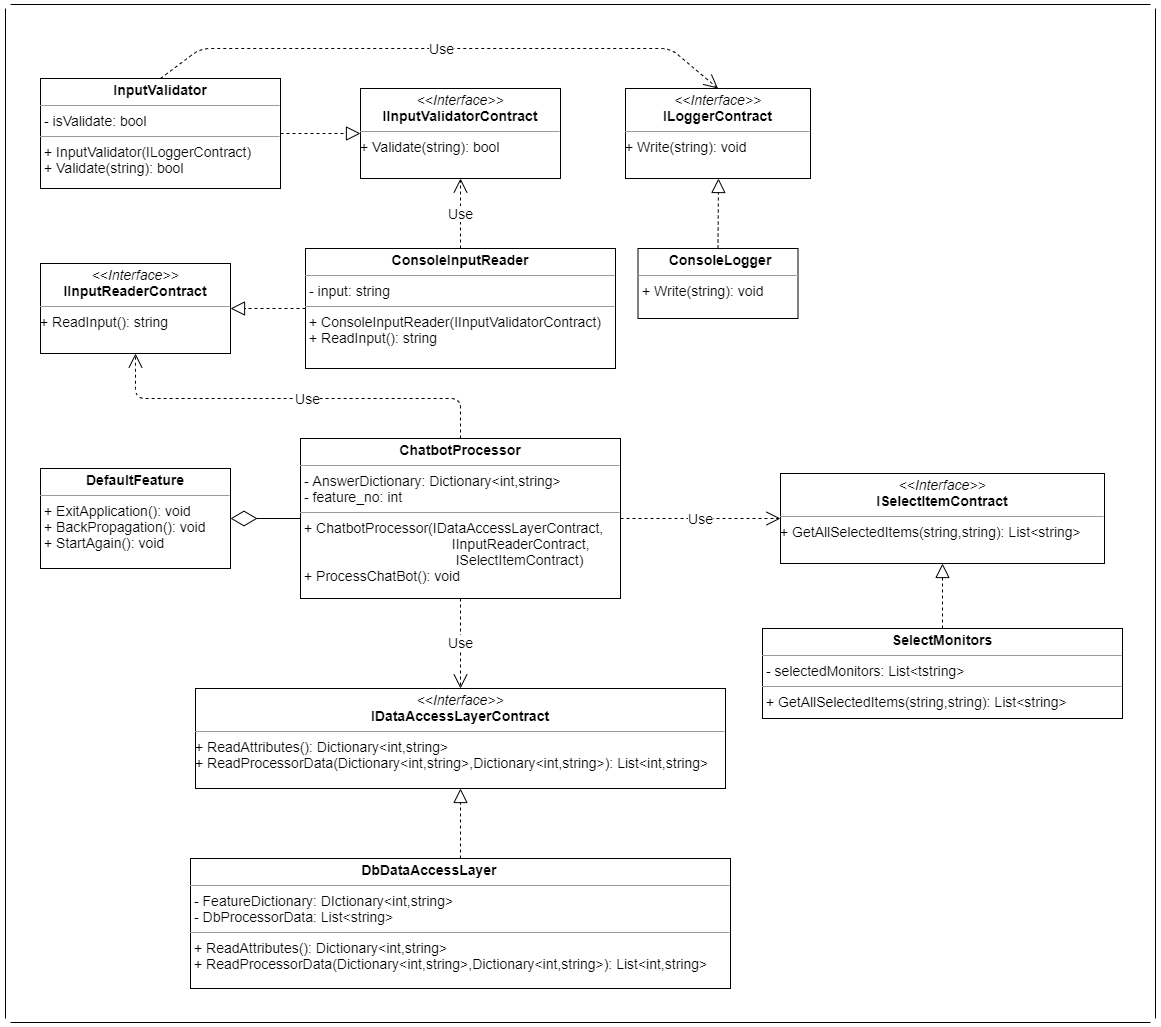 Use
InputValidator
- isValidate: bool
+ InputValidator(ILoggerContract)
+ Validate(string): bool
<<Interface>>
IInputValidatorContract
+ Validate(string): bool
<<Interface>>
ILoggerContract
+ Write(string): void
Use
<<Interface>>
IInputReaderContract
+ ReadInput(): string
ConsoleInputReader
- input: string
+ ConsoleInputReader(IInputValidatorContract)
+ ReadInput(): string
ConsoleLogger
+ Write(string): void
Use
DefaultFeature
+ ExitApplication(): void
+ BackPropagation(): void
+ StartAgain(): void
ChatbotProcessor
- AnswerDictionary: Dictionary<int,string>
- feature_no: int
+ ChatbotProcessor(IDataAccessLayerContract,
IInputReaderContract,
ISelectItemContract)
+ ProcessChatBot(): void
Use
<<Interface>>
ISelectItemContract
+ GetAllSelectedItems(string,string): List<string>
Use
SelectMonitors
- selectedMonitors: List<tstring>
+ GetAllSelectedItems(string,string): List<string>
<<Interface>>
IDataAccessLayerContract
+ ReadAttributes(): Dictionary<int,string>
+ ReadProcessorData(Dictionary<int,string>,Dictionary<int,string>): List<int,string>
DbDataAccessLayer
- FeatureDictionary: DIctionary<int,string>
- DbProcessorData: List<string>
+ ReadAttributes(): Dictionary<int,string>
+ ReadProcessorData(Dictionary<int,string>,Dictionary<int,string>): List<int,string>